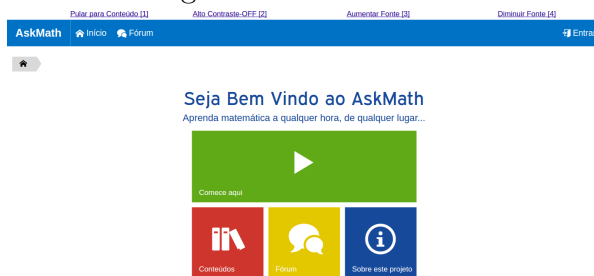 Pular para Conteúdo [1] Alto Contraste-OFF [2] Aumentar Fonte [3] Diminuir Fonte [4]
AskMath Início Fórum Entrar
Seja Bem Vindo ao AskMath
Aprenda matemática a qualquer hora, de qualquer lugar...
Comece aqui
Conteúdos Fórum Sobre este projeto